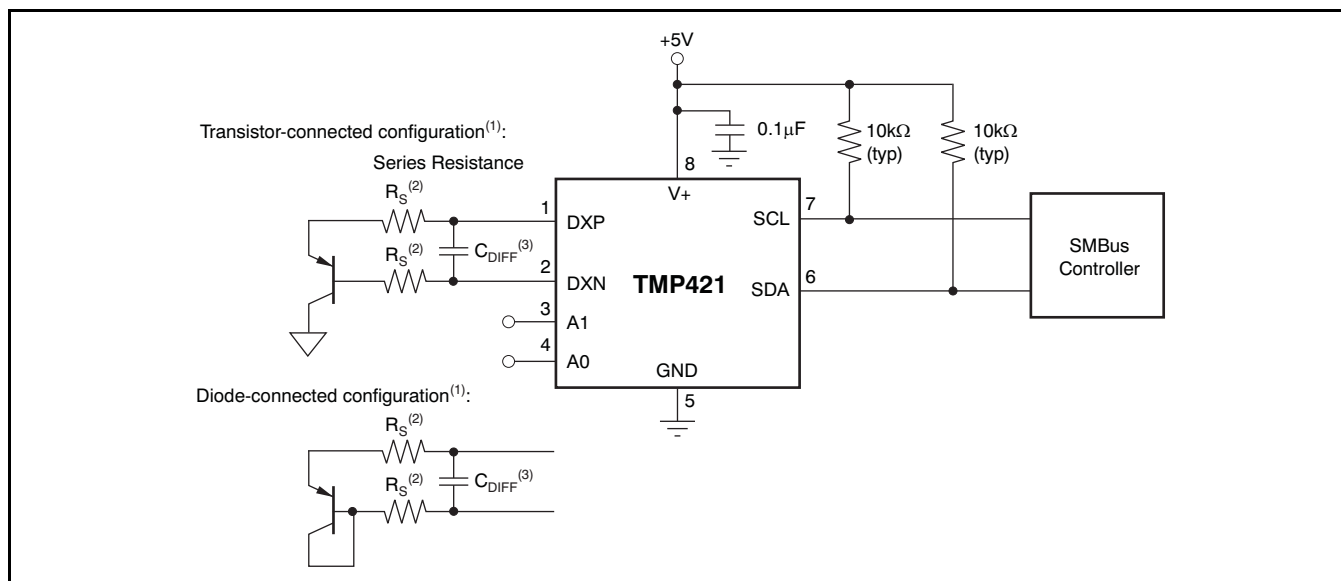 +5V
Transistor-connected configuration(1):
Series Resistance
0.1μF
10kΩ
(typ)
10kΩ
(typ)
8
V+
RS(2)
1
DXP
SCL
7
CDIFF(3)
RS(2)
2
DXN
TMP421
SDA
6
SMBus
Controller
3
A1
4
A0
GND
5
Diode-connected configuration(1):
RS(2)
CDIFF(3)
RS(2)